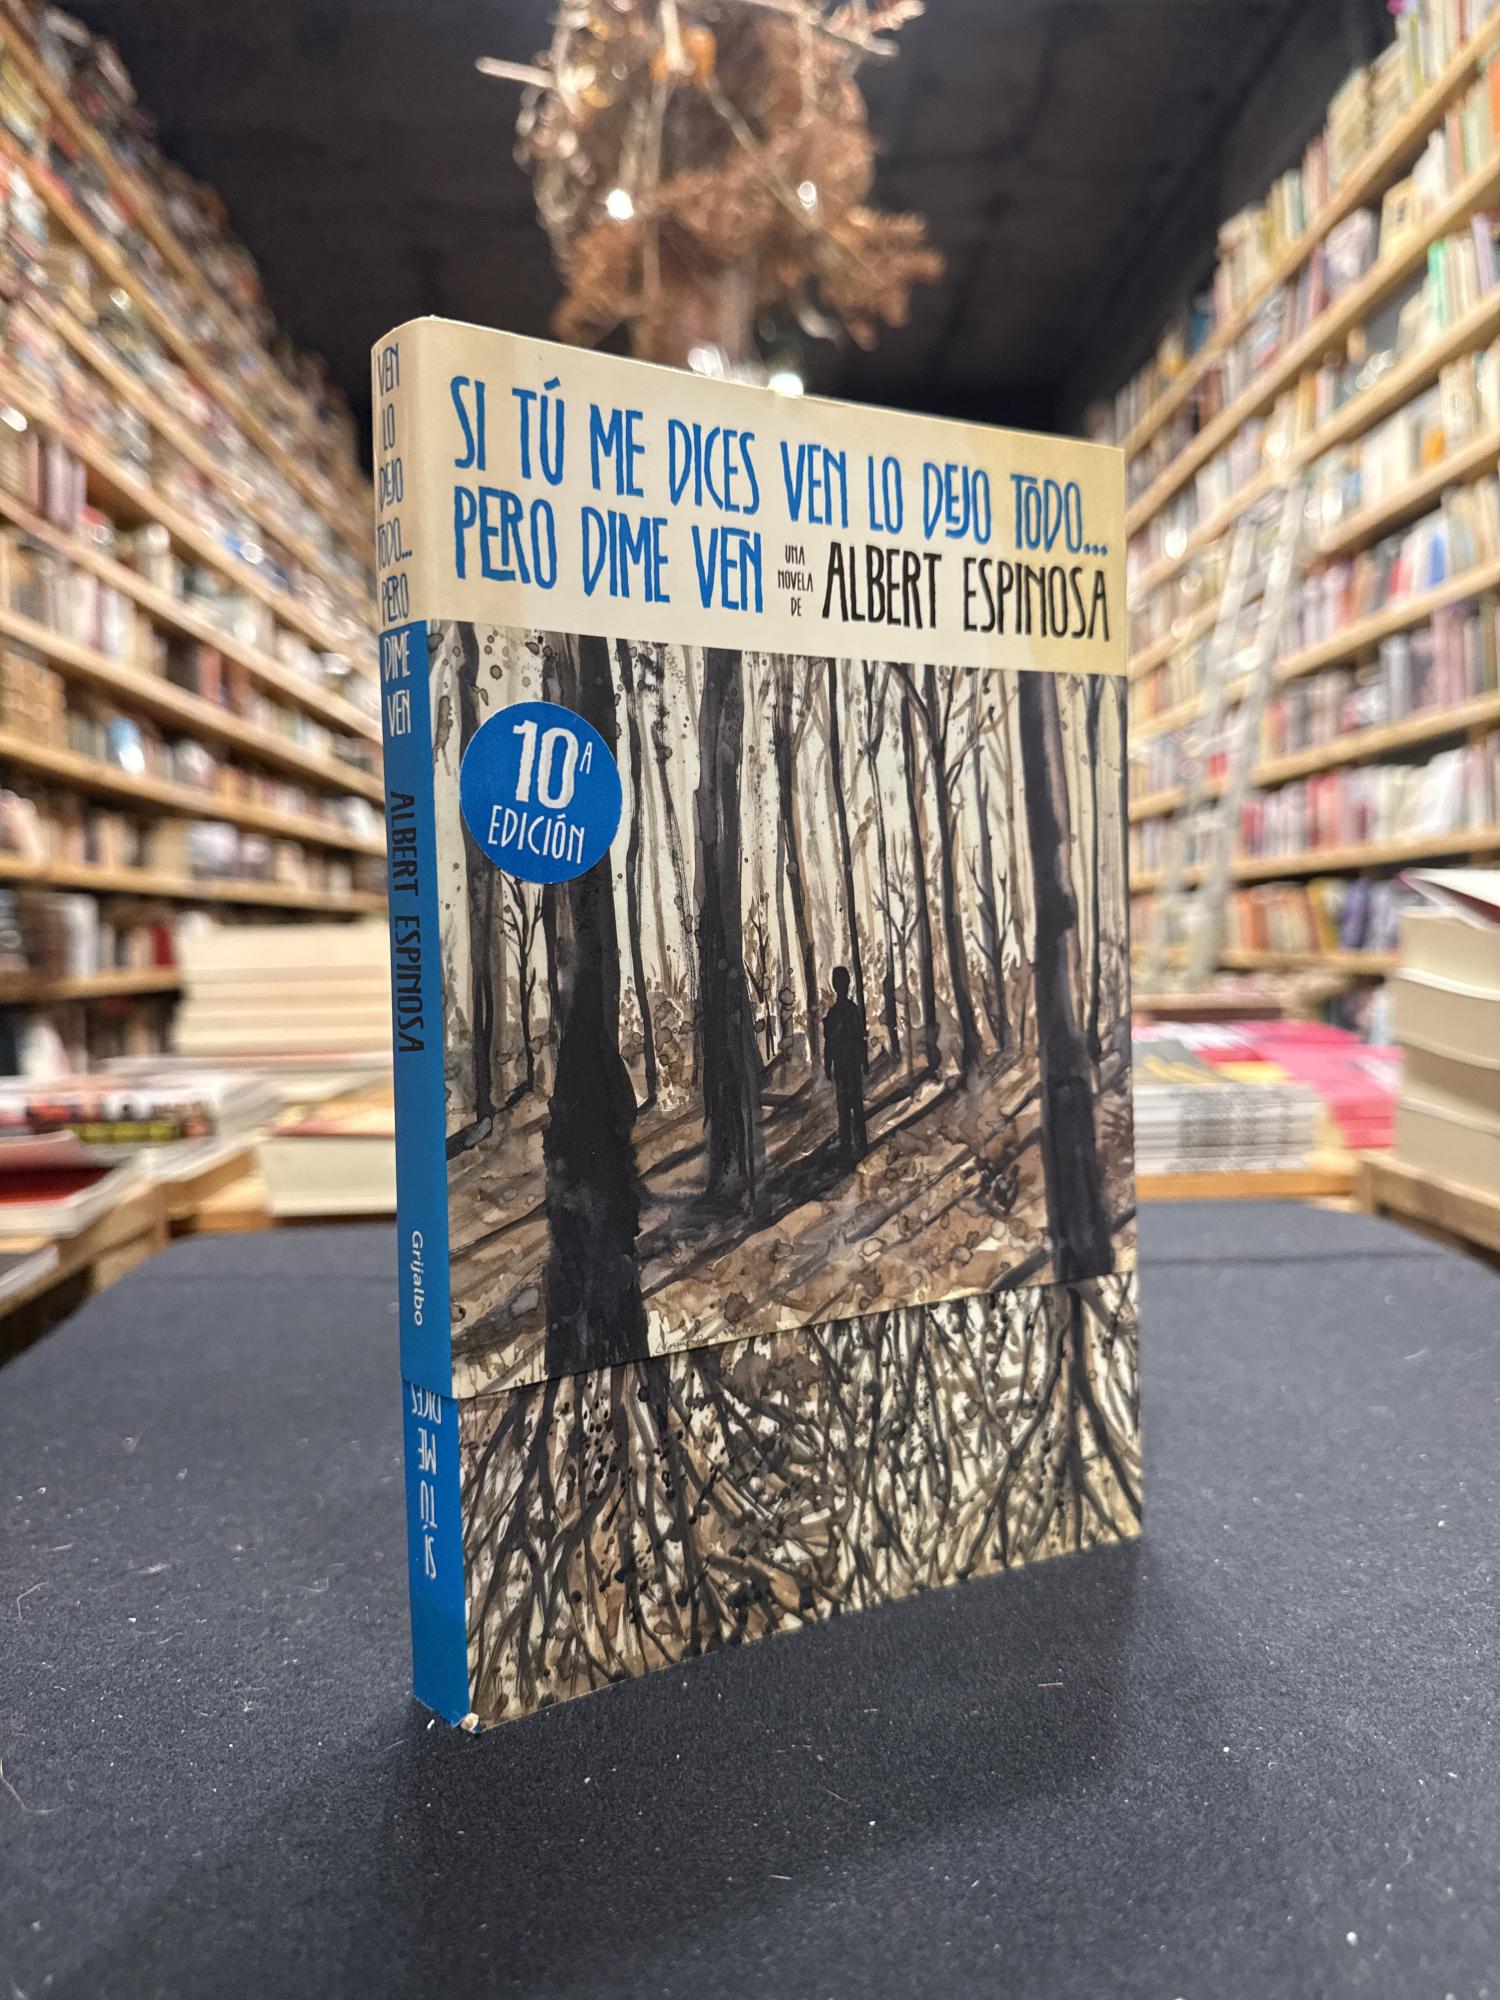 SI TÚ ME DICES VEN LO DEJO TODO...
PERO DIME VEN
UNA
NOVELA
DE
ALBERT ESPINOSA
10ª
EDICIÓN
VEN
LO
DEJO
TODO...
PERO
DIME
VEN
ALBERT ESPINOSA
Grijalbo
SI TÚ ME DICES